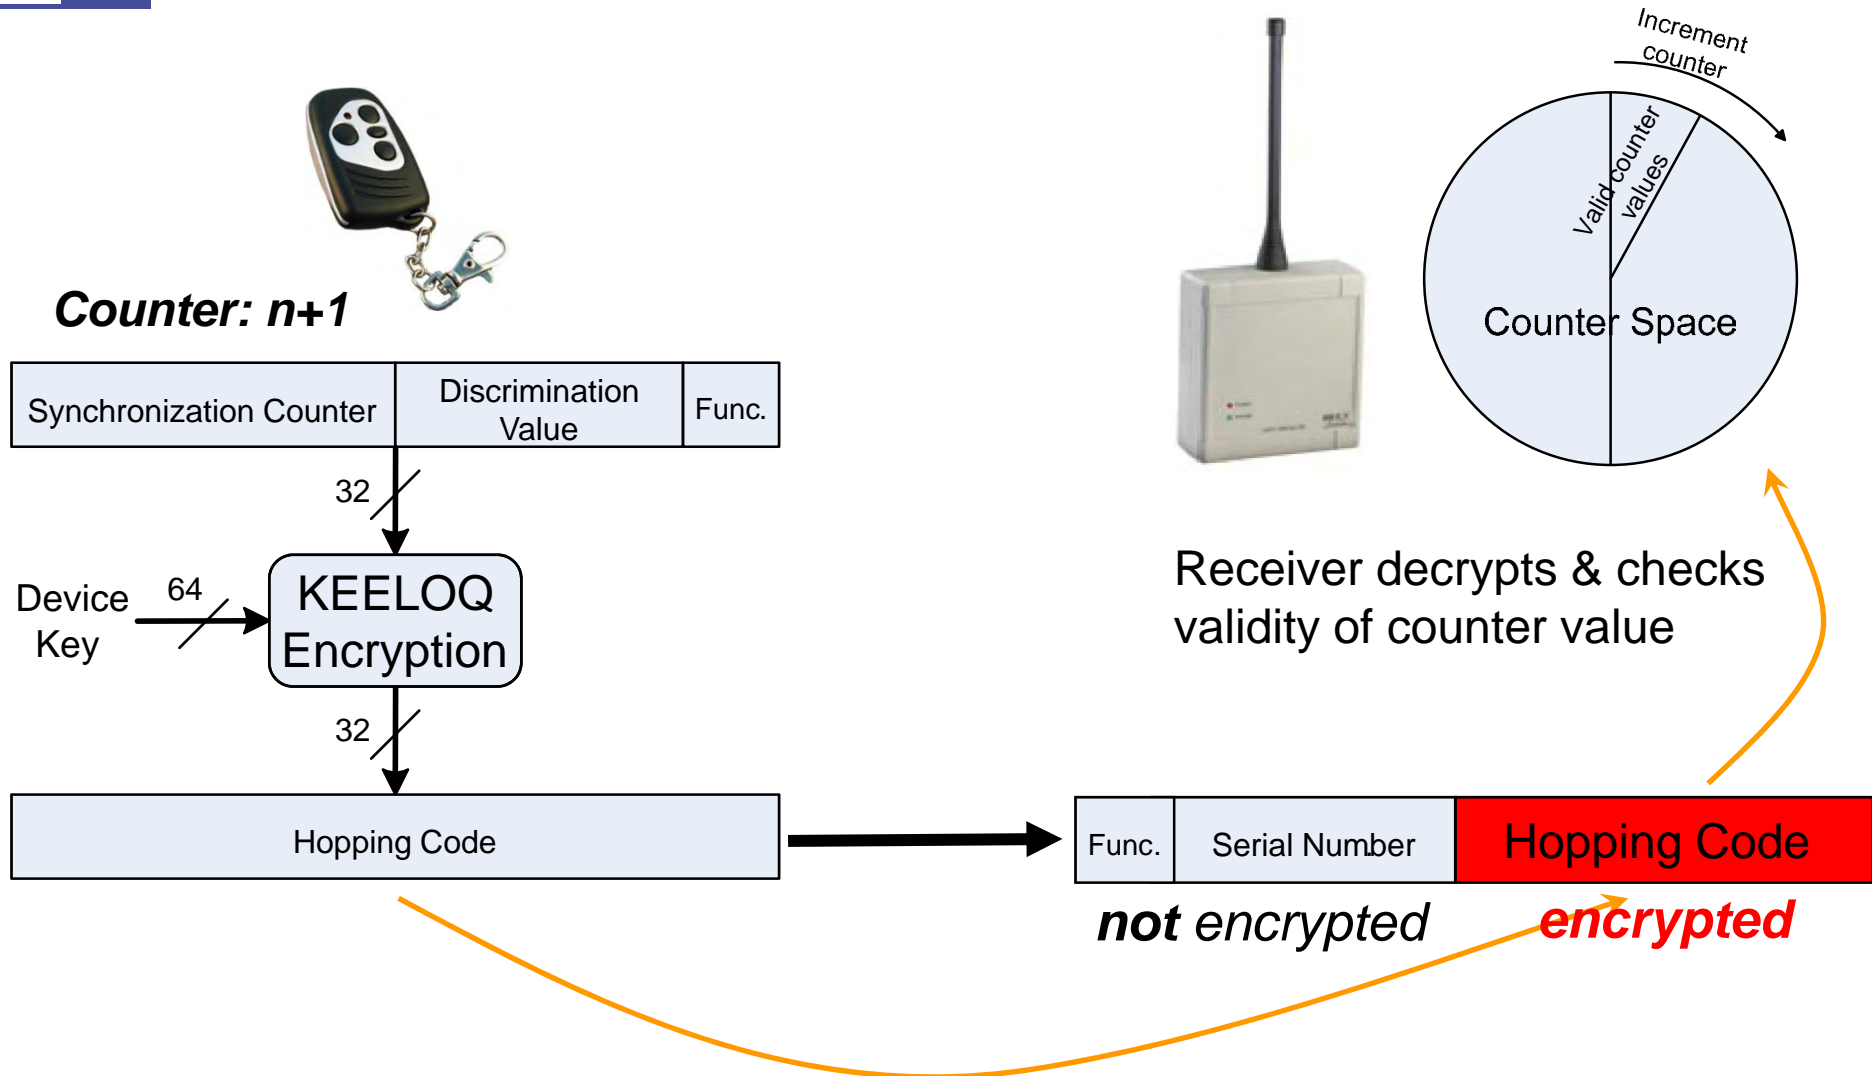 Increment
counter
Valid counter
values
Counter Space
Counter: n+1
Synchronization Counter
Discrimination
Value
Func.
32
Device
Key
64
KEELOQ
Encryption
32
Hopping Code
Receiver decrypts & checks
validity of counter value
Func.
Serial Number
Hopping Code
not encrypted
encrypted